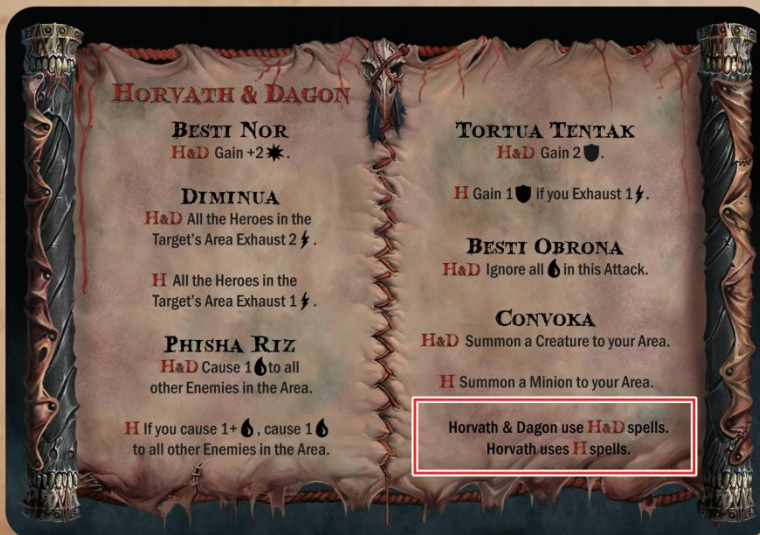 HORVATH & DAGON
BESTI NOR
H&D Gain +2 .
DIMINUA
H&D All the Heroes in the
Target's Area Exhaust 2 .
H All the Heroes in the
Target's Area Exhaust 1 .
PHISHA RIZ
H&D Cause 1 to all
other Enemies in the Area.
H If you cause 1+ , cause 1
to all other Enemies in the Area.
TORTUA TENTAK
H&D Gain 2 .
H Gain 1 if you Exhaust 1 .
BESTI OBRONA
H&D Ignore all in this Attack.
CONVOKA
H&D Summon a Creature to your Area.
H Summon a Minion to your Area.
Horvath & Dagon use H&D spells.
Horvath uses H spells.